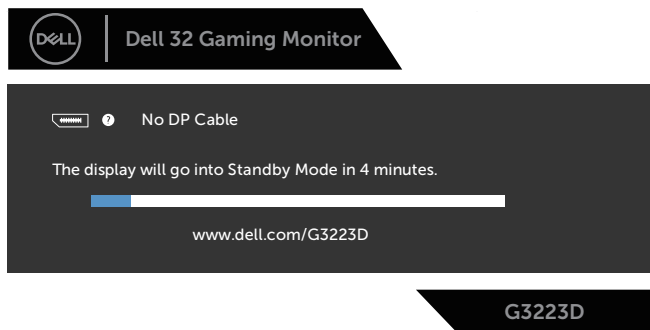 DELL
Dell 32 Gaming Monitor
? No DP Cable
The display will go into Standby Mode in 4 minutes.
www.dell.com/G3223D
G3223D